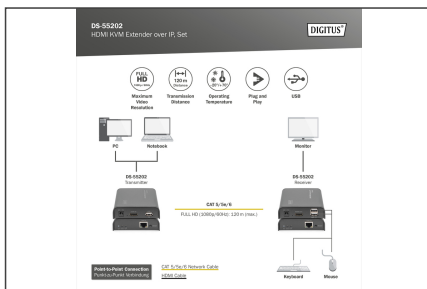 DS-55202
HDMI KVM Extender over IP, Set
DIGITUS®
FULL
HD
120 m
Distance
Maximum
Video
Resolution
Transmission
Distance
Operating
Temperature
Plug and
Play
USB
PC
Notebook
Monitor
DS-55202
Transmitter
DS-55202
Receiver
CAT 5/5e/6
FULL HD (1080p/60Hz): 120 m (max.)
Point-to-Point Connection
Punkt-zu-Punkt Verbindung
CAT 5/5e/6 Network Cable
HDMI Cable
Keyboard
Mouse